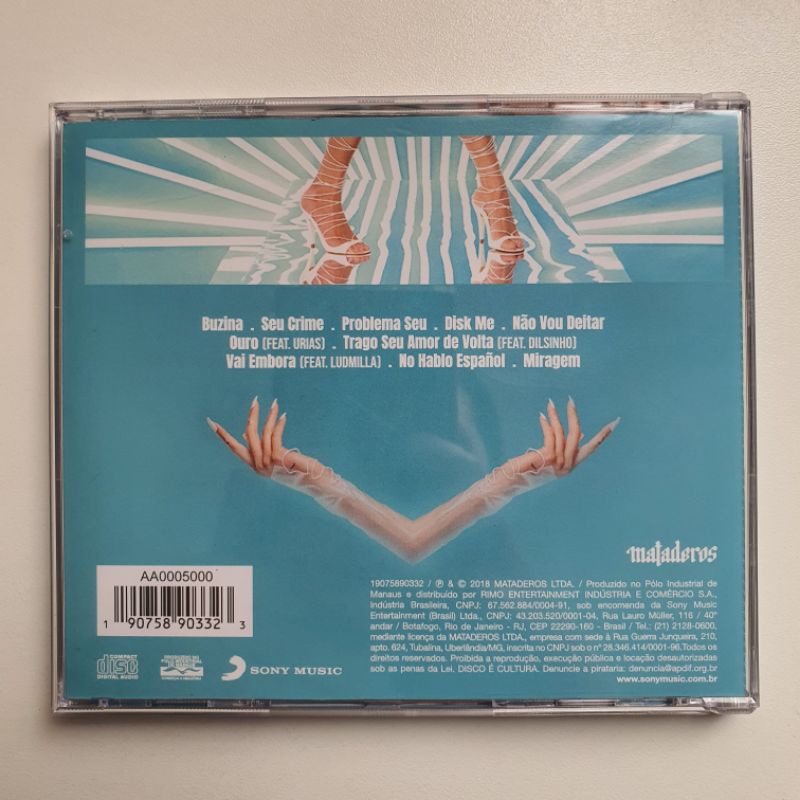 Buzina . Seu Crime . Problema Seu . Disk Me . Não Vou Deitar
Ouro (FEAT. URIAS) . Trago Seu Amor de Volta (FEAT. DILSINHO)
Vai Embora (FEAT. LUDMILLA) . No Hablo Español . Miragem
mataderos
AA0005000
1 90758 90332 3
COMPACT
disc
DIGITAL AUDIO
SONY MUSIC
19075890332 / ℗ & © 2018 MATADEROS LTDA. / Produzido no Pólo Industrial de
Manaus e distribuído por RIMO ENTERTAINMENT INDÚSTRIA E COMÉRCIO S.A.,
Indústria Brasileira, CNPJ: 67.562.884/0004-91, sob encomenda da Sony Music
Entertainment (Brasil) Ltda., CNPJ: 43.203.520/0001-04, Rua Lauro Müller, 116 / 40°
andar / Botafogo, Rio de Janeiro - RJ, CEP 22290-160 - Brasil / Tel.: (21) 2128-0600,
mediante licença da MATADEROS LTDA., empresa com sede à Rua Guerra Junqueira, 210,
apto. 624, Tubalina, Uberlândia/MG, inscrita no CNPJ sob o n° 28.346.414/0001-96.Todos os
direitos reservados. Proibida a reprodução, execução pública e locação desautorizadas
sob as penas da Lei. DISCO É CULTURA. Denuncie a pirataria: denuncia@apdif.org.br
www.sonymusic.com.br